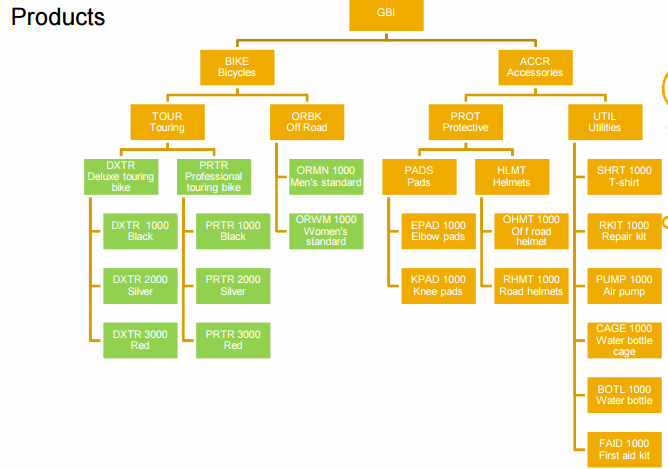 Products
GBI
BIKE
Bicycles
ACCR
Accessories
TOUR
Touring
ORBK
Off Road
PROT
Protective
UTIL
Utilities
DXTR
Deluxe touring
bike
PRTR
Professional
touring bike
ORMN 1000
Men's standard
PADS
Pads
HLMT
Helmets
SHRT 1000
T-shirt
DXTR 1000
Black
PRTR 1000
Black
ORWM 1000
Women's
standard
EPAD 1000
Elbow pads
OHMT 1000
Off road
helmet
RKIT 1000
Repair kit
DXTR 2000
Silver
PRTR 2000
Silver
KPAD 1000
Knee pads
RHMT 1000
Road helmets
PUMP 1000
Air pump
DXTR 3000
Red
PRTR 3000
Red
CAGE 1000
Water bottle
cage
BOTL 1000
Water bottle
FAID 1000
First aid kit